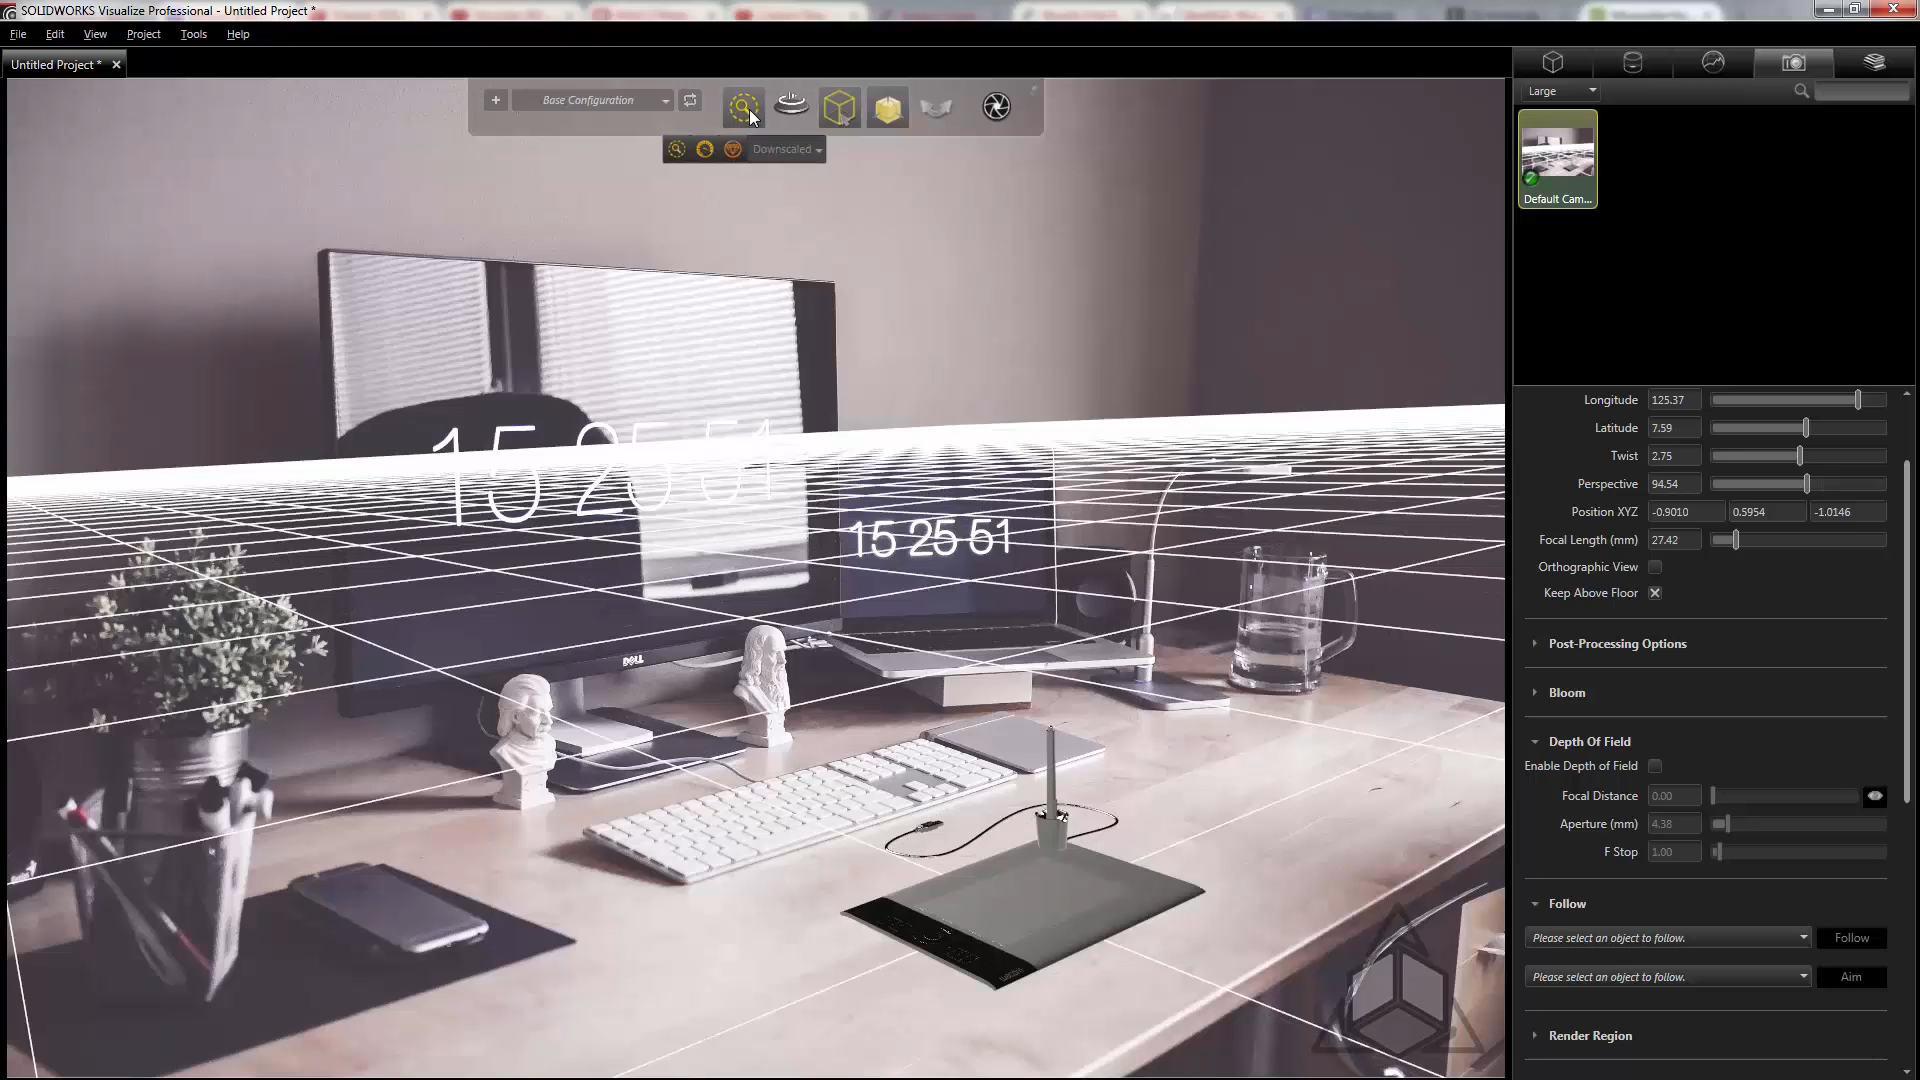 SOLIDWORKS Visualize Professional - Untitled Project *
File Edit View Project Tools Help
Untitled Project *
Base Configuration
Downscaled
Large
Default Cam...
Longitude 125.37
Latitude 7.59
Twist 2.75
Perspective 94.54
Position XYZ -0.9010 0.5954 -1.0146
Focal Length (mm) 27.42
Orthographic View
Keep Above Floor
Post-Processing Options
Bloom
Depth Of Field
Enable Depth of Field
Focal Distance 0.00
Aperture (mm) 4.38
F Stop 1.00
Follow
Please select an object to follow. Follow
Please select an object to follow. Aim
Render Region
15 25 51
15 25 51
DELL